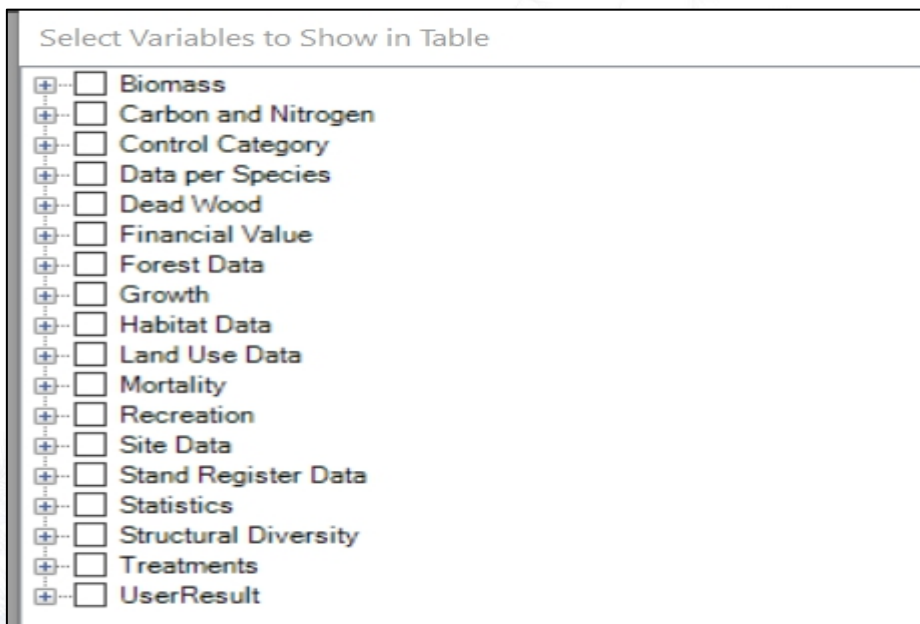 Select Variables to Show in Table
Biomass
Carbon and Nitrogen
Control Category
Data per Species
Dead Wood
Financial Value
Forest Data
Growth
Habitat Data
Land Use Data
Mortality
Recreation
Site Data
Stand Register Data
Statistics
Structural Diversity
Treatments
UserResult